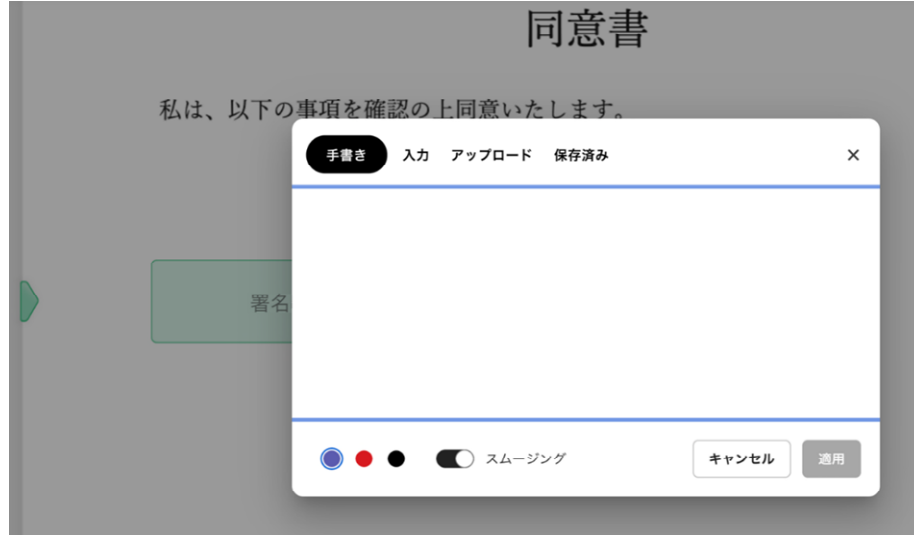 同意書
私は、以下の事項を確認の上同意いたします。
手書き 入力 アップロード 保存済み ×
署名
スムージング キャンセル 適用